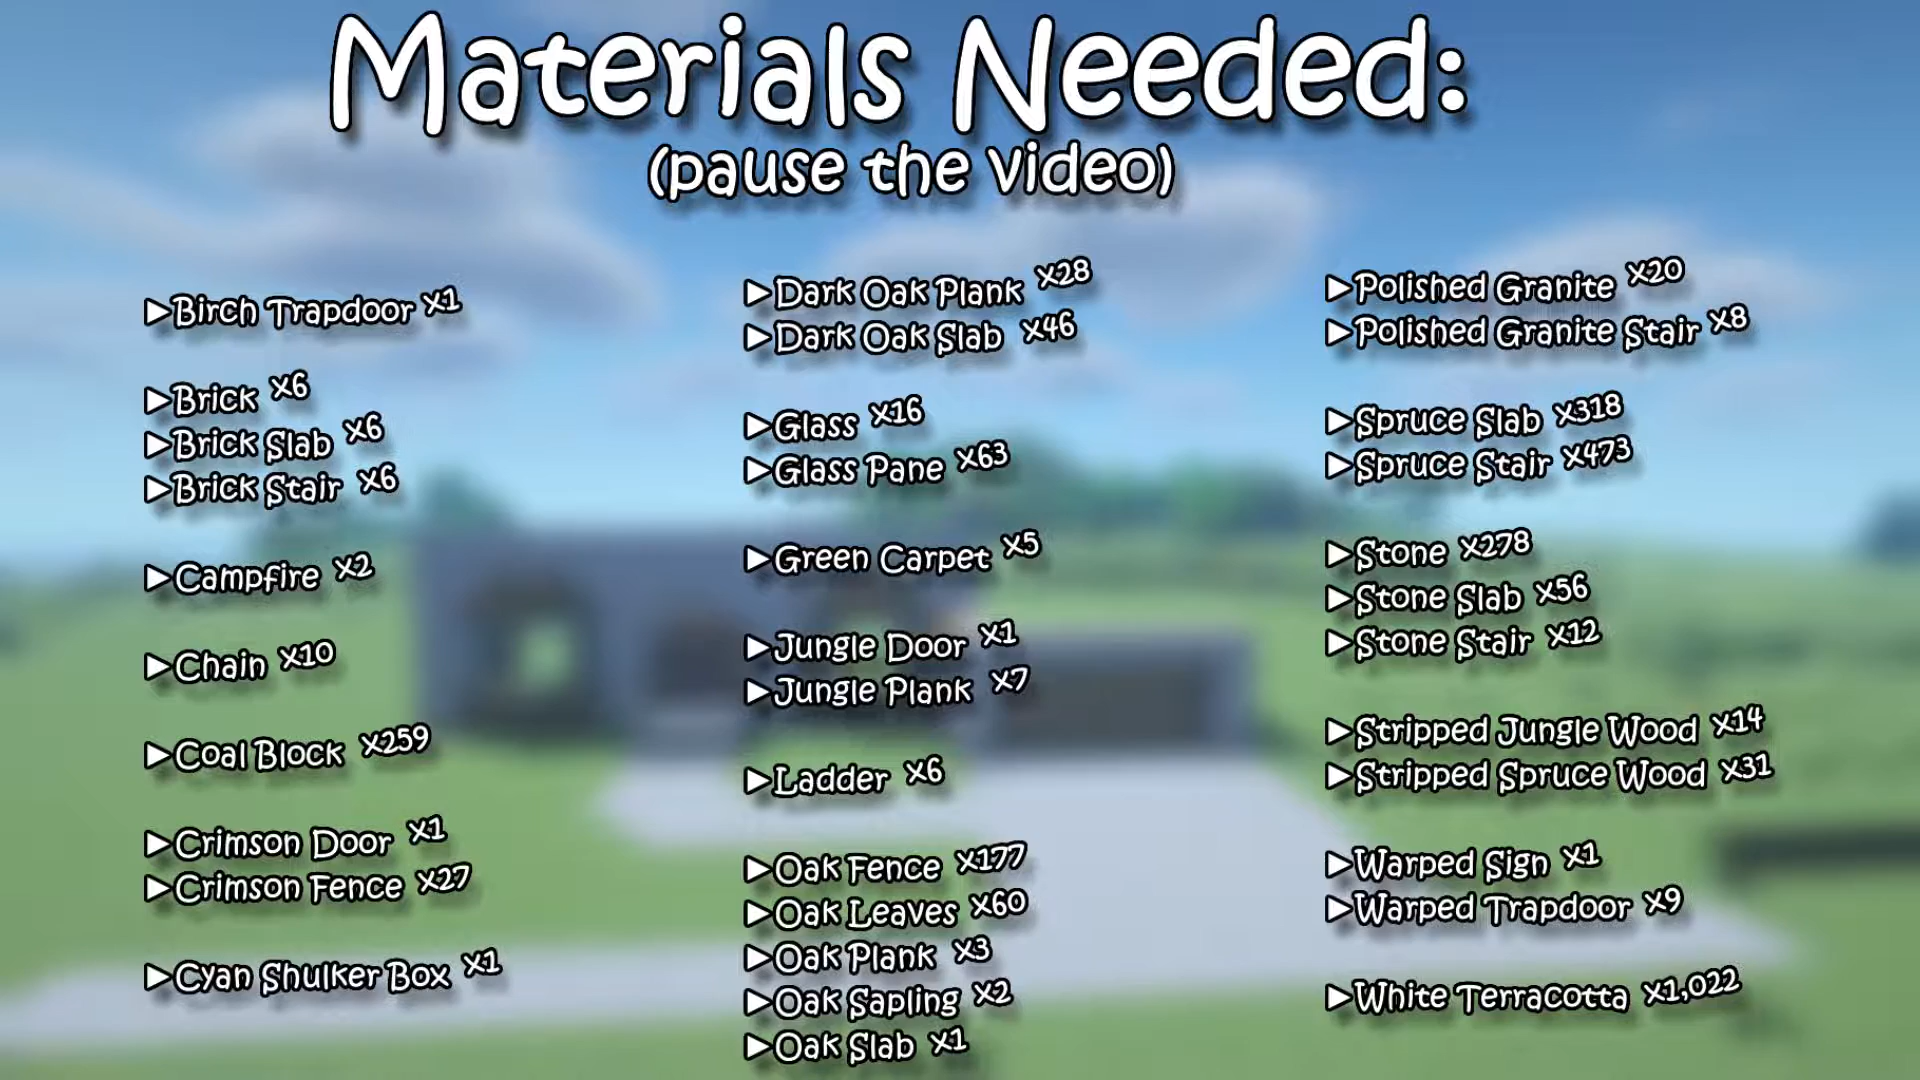 Materials Needed:
(pause the video)
►Birch Trapdoor x1
►Brick x6
►Brick Slab x6
►Brick Stair x6
►Campfire x2
►Chain x10
►Coal Block x259
►Crimson Door x1
►Crimson Fence x27
►Cyan Shulker Box x1
►Dark Oak Plank x28
►Dark Oak Slab x46
►Glass x16
►Glass Pane x63
►Green Carpet x5
►Jungle Door x1
►Jungle Plank x7
►Ladder x6
►Oak Fence x177
►Oak Leaves x60
►Oak Plank x3
►Oak Sapling x2
►Oak Slab x1
►Polished Granite x20
►Polished Granite Stair x8
►Spruce Slab x318
►Spruce Stair x473
►Stone x278
►Stone Slab x56
►Stone Stair x12
►Stripped Jungle Wood x14
►Stripped Spruce Wood x31
►Warped Sign x1
►Warped Trapdoor x9
►White Terracotta x1,022